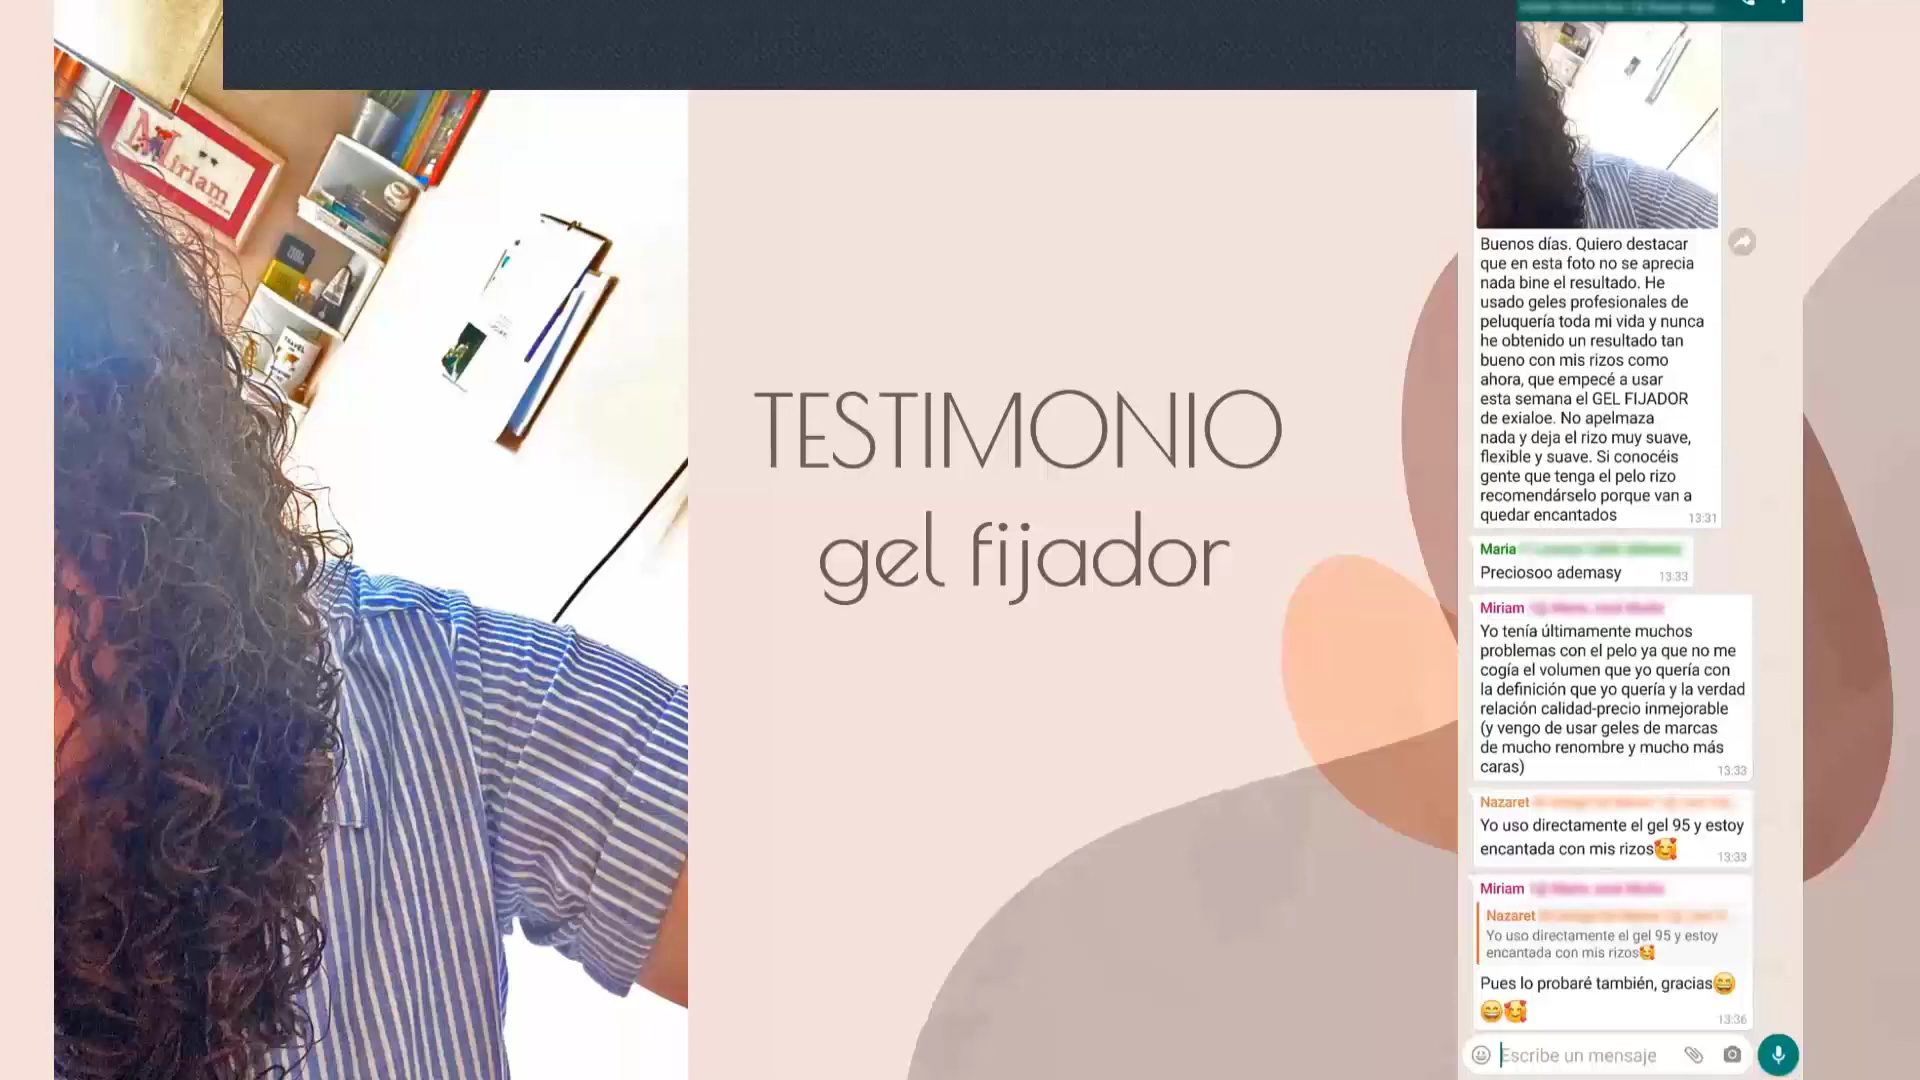 Miriam
TRAVEL
TESTIMONIO
gel fijador
Buenos días. Quiero destacar
que en esta foto no se aprecia
nada bine el resultado. He
usado geles profesionales de
peluquería toda mi vida y nunca
he obtenido un resultado tan
bueno con mis rizos como
ahora, que empecé a usar
esta semana el GEL FIJADOR
de exialoe. No apelmaza
nada y deja el rizo muy suave,
flexible y suave. Si conocéis
gente que tenga el pelo rizo
recomendárselo porque van a
quedar encantados
13:31
Maria
Preciosoo ademasy
13:33
Miriam
Yo tenía últimamente muchos
problemas con el pelo ya que no me
cogía el volumen que yo quería con
la definición que yo quería y la verdad
relación calidad-precio inmejorable
(y vengo de usar geles de marcas
de mucho renombre y mucho más
caras)
13:33
Nazaret
Yo uso directamente el gel 95 y estoy
encantada con mis rizos🥰
13:33
Miriam
Nazaret
Yo uso directamente el gel 95 y estoy
encantada con mis rizos🥰
Pues lo probaré también, gracias😄
😄🥰
13:36
Escribe un mensaje